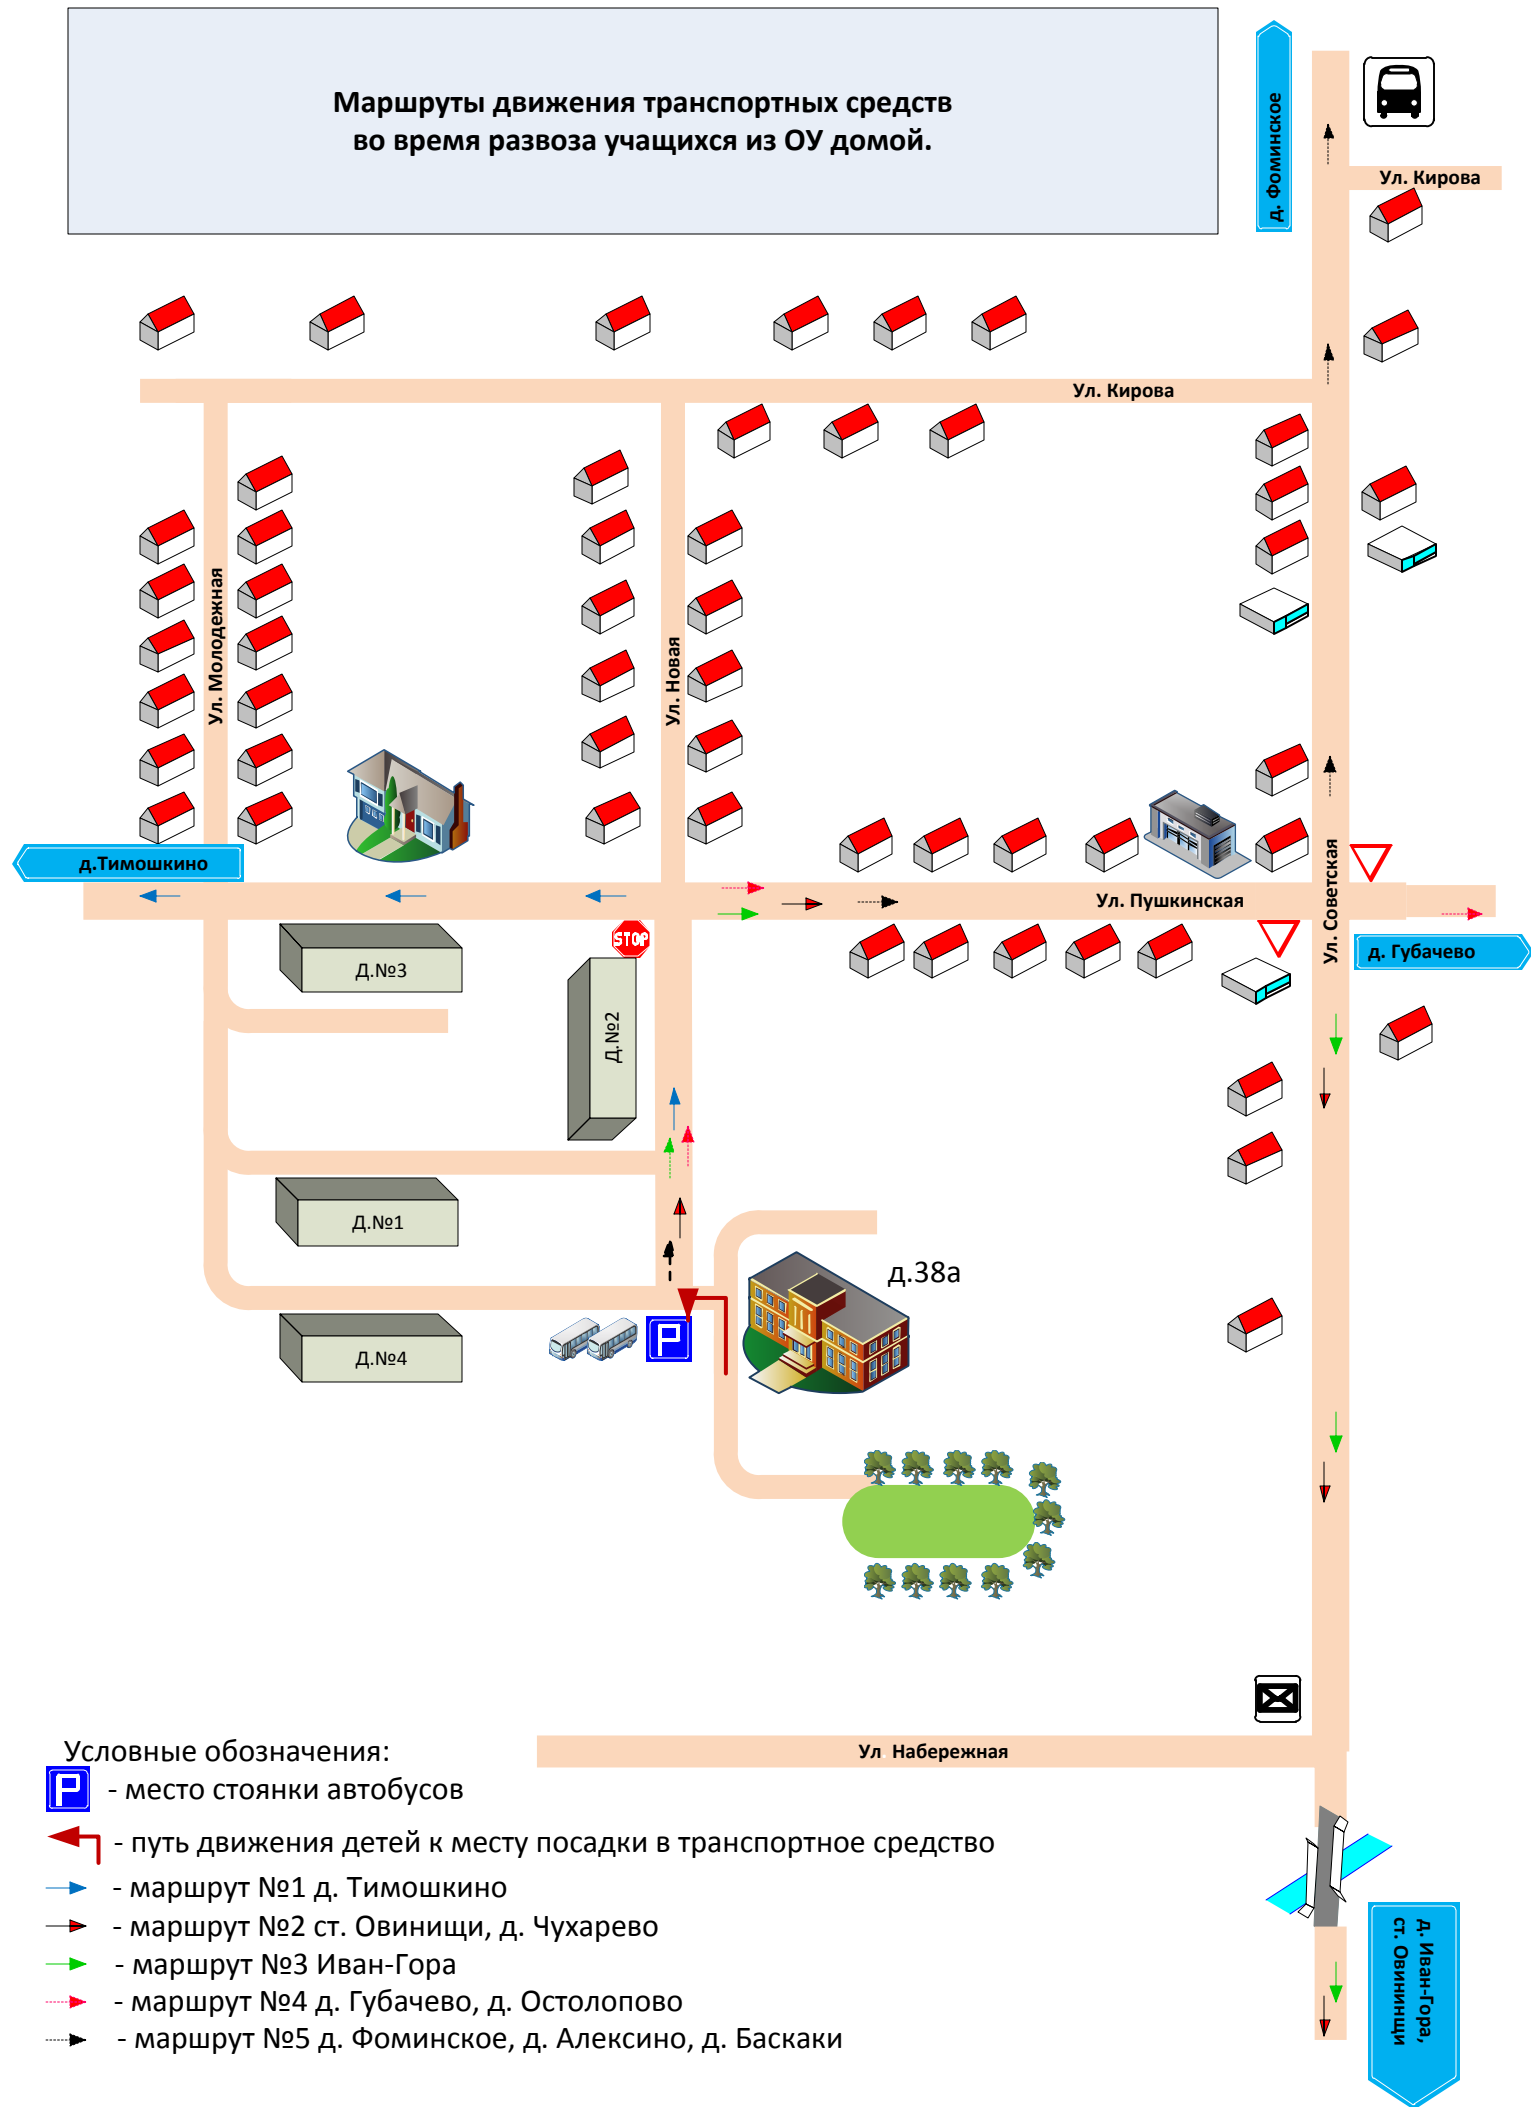 Маршруты движения транспортных средств
во время развоза учащихся из ОУ домой.
д. Фоминское
Ул. Кирова
Ул. Кирова
Ул. Молодежная
Ул. Новая
д.Тимошкино
Ул. Пушкинская
Ул. Советская
STOP
д. Губачево
Д.№3
Д.№2
Д.№1
д.38а
P
Д.№4
Ул. Набережная
Условные обозначения:
P - место стоянки автобусов
- путь движения детей к месту посадки в транспортное средство
- маршрут №1 д. Тимошкино
- маршрут №2 ст. Овинищи, д. Чухарево
- маршрут №3 Иван-Гора
- маршрут №4 д. Губачево, д. Остолопово
- маршрут №5 д. Фоминское, д. Алексино, д. Баскаки
д. Иван-Гора,
ст. Овининщи